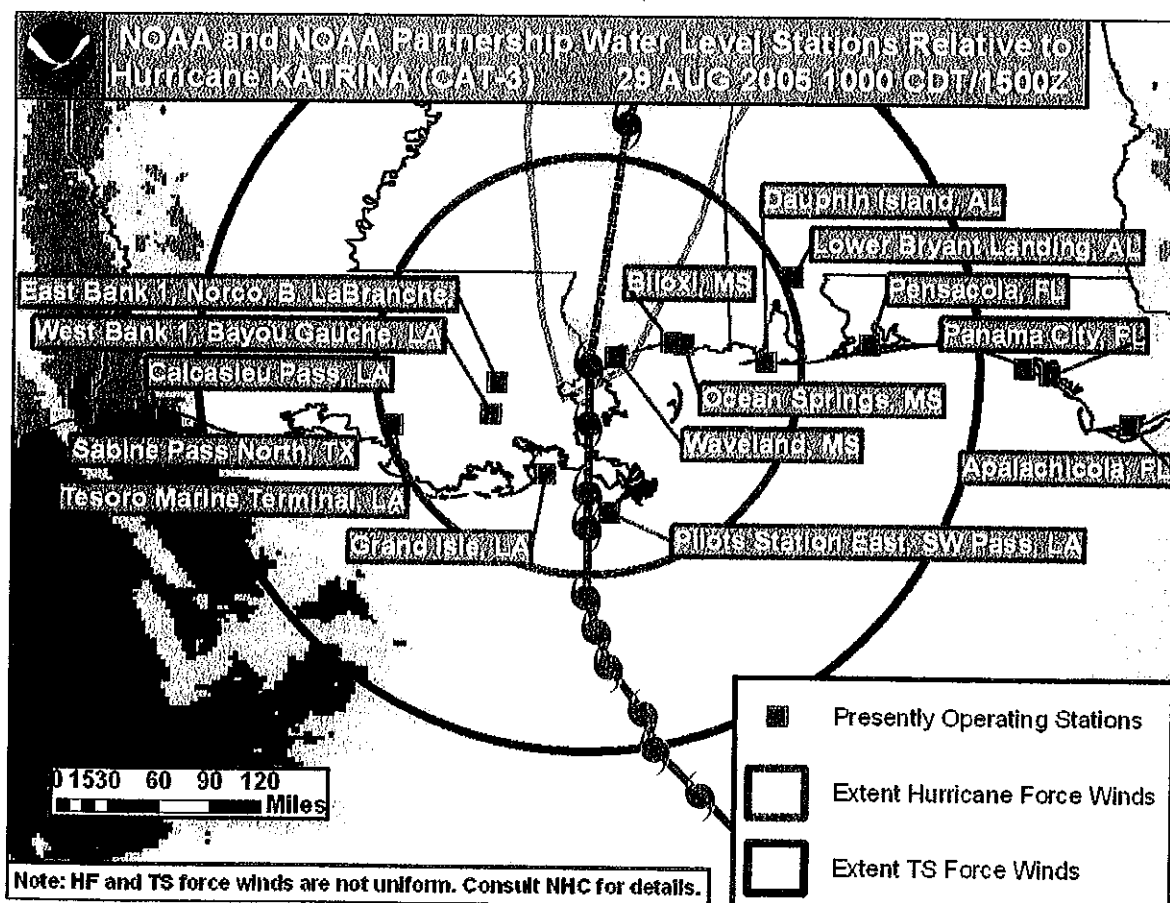 NOAA and NOAA Partnership Water Level Stations Relative to
Hurricane KATRINA (CAT-3) 29 AUG 2005 1000 CDT/1500Z
Dauphin Island, AL
Lower Bryant Landing, AL
East Bank 1, Norco, B. LaBranche
Biloxi, MS
Pensacola, FL
West Bank 1, Bayou Gauche, LA
Panama City, FL
Calcasieu Pass, LA
Ocean Springs, MS
Sabine Pass North, TX
Waveland, MS
Apalachicola, FL
Tesoro Marine Terminal, LA
Grand Isle, LA
Pilots Station East, SW Pass, LA
Presently Operating Stations
0 15 30 60 90 120
Miles
Extent Hurricane Force Winds
Extent TS Force Winds
Note: HF and TS force winds are not uniform. Consult NHC for details.